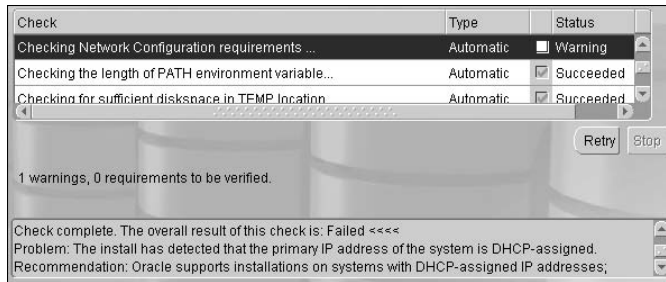 Check Type Status
Checking Network Configuration requirements ... Automatic Warning
Checking the length of PATH environment variable... Automatic Succeeded
Checking for sufficient diskspace in TEMP location Automatic Succeeded
Retry Stop
1 warnings, 0 requirements to be verified.
Check complete. The overall result of this check is: Failed <<<<
Problem: The install has detected that the primary IP address of the system is DHCP-assigned.
Recommendation: Oracle supports installations on systems with DHCP-assigned IP addresses;